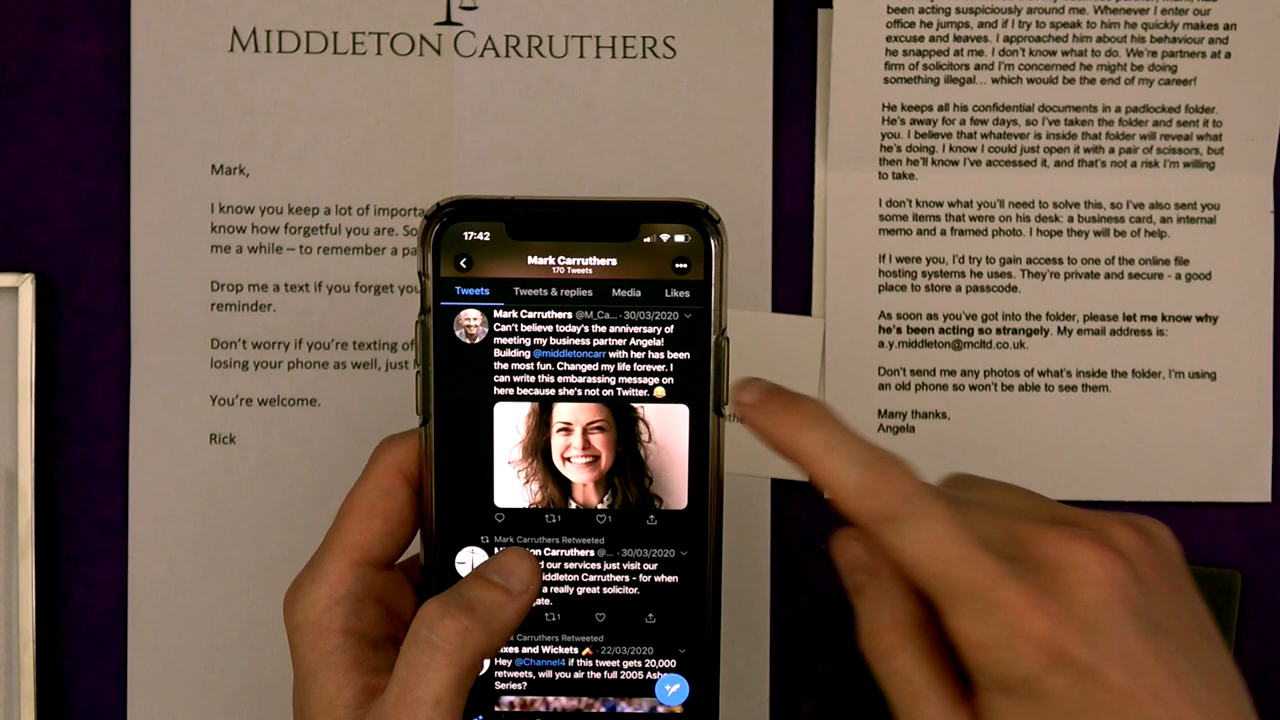 MIDDLETON CARRUTHERS
Mark,
I know you keep a lot of
know how forgetful you are. So
me a while – to remember a
Drop me a text if you forget
reminder.
Don't worry if you're texting
losing your phone as well, just
You're welcome.
Rick
17:42
Mark Carruthers
170 Tweets
Tweets Tweets & replies Media Likes
Mark Carruthers @M_Ca... · 30/03/2020
Can't believe today's the anniversary of
meeting my business partner Angela!
Building @middletoncarr with her has been
the most fun. Changed my life forever. I
can write this embarassing message on
here because she's not on Twitter. 😂
1 1
Mark Carruthers Retweeted
Carruthers @... · 30/03/2020
our services just visit our
Carruthers - for when
a really great solicitor.
1
Retweeted
and Wickets · 22/03/2020
Hey @Channel4 if this tweet gets 20,000
retweets, will you air the full 2005
Series?
been acting suspiciously around me. Whenever I enter our
office he jumps, and if I try to speak to him he quickly makes an
excuse and leaves. I approached him about his behaviour and
he snapped at me. I don't know what to do. We're partners at a
firm of solicitors and I'm concerned he might be doing
something illegal... which would be the end of my career!
He keeps all his confidential documents in a padlocked folder.
He's away for a few days, so I've taken the folder and sent it to
you. I believe that whatever is inside that folder will reveal what
he's doing. I know I could just open it with a pair of scissors, but
then he'll know I've accessed it, and that's not a risk I'm willing
to take.
I don't know what you'll need to solve this, so I've also sent you
some items that were on his desk: a business card, an internal
memo and a framed photo. I hope they will be of help.
If I were you, I'd try to gain access to one of the online file
hosting systems he uses. They're private and secure - a good
place to store a passcode.
As soon as you've got into the folder, please let me know why
he's been acting so strangely. My email address is:
a.y.middleton@mcltd.co.uk.
Don't send me any photos of what's inside the folder, I'm using
an old phone so won't be able to see them.
Many thanks,
Angela